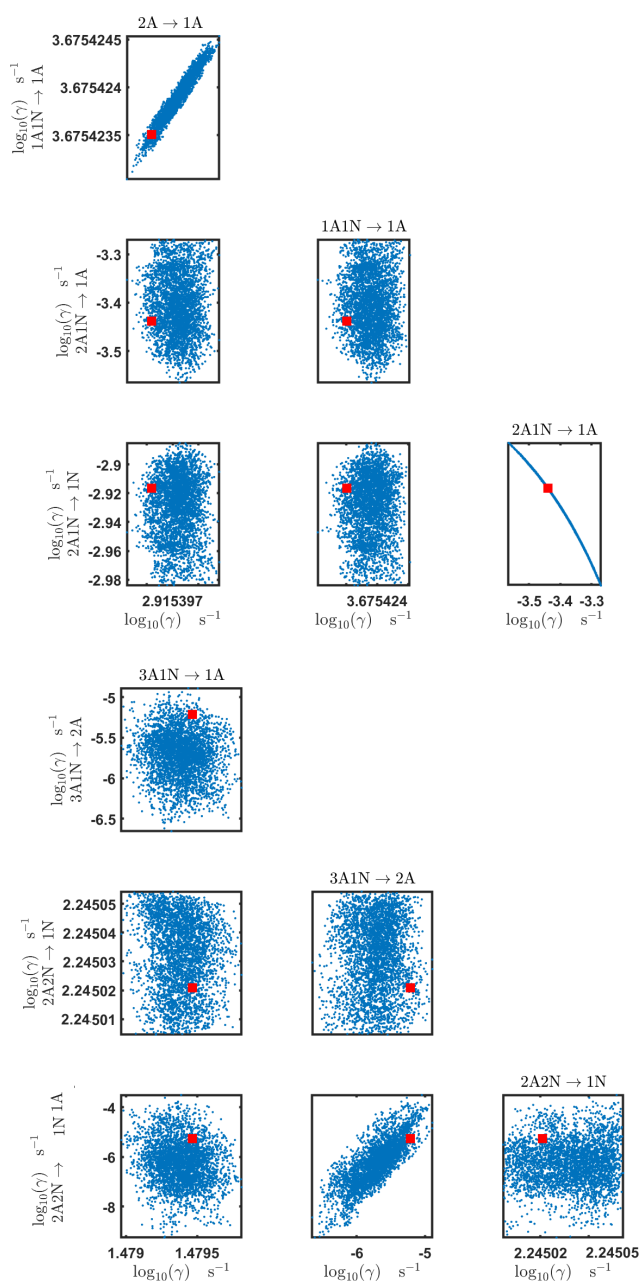 2A → 1A
3.6754245
3.675424
3.6754235
log₁₀(γ) s⁻¹
1A1N → 1A
1A1N → 1A
-3.3
-3.4
-3.5
log₁₀(γ) s⁻¹
2A1N → 1A
2A1N → 1A
-2.9
-2.92
-2.94
-2.96
-2.98
log₁₀(γ) s⁻¹
2A1N → 1N
2.915397
3.675424
-3.5 -3.4 -3.3
log₁₀(γ) s⁻¹
log₁₀(γ) s⁻¹
log₁₀(γ) s⁻¹
3A1N → 1A
-5
-5.5
-6
-6.5
log₁₀(γ) s⁻¹
3A1N → 2A
3A1N → 2A
2.24505
2.24504
2.24503
2.24502
2.24501
log₁₀(γ) s⁻¹
2A2N → 1N
2A2N → 1N
-4
-6
-8
log₁₀(γ) s⁻¹
2A2N → 1N 1A
1.479 1.4795
-6 -5
2.24502 2.24505
log₁₀(γ) s⁻¹
log₁₀(γ) s⁻¹
log₁₀(γ) s⁻¹